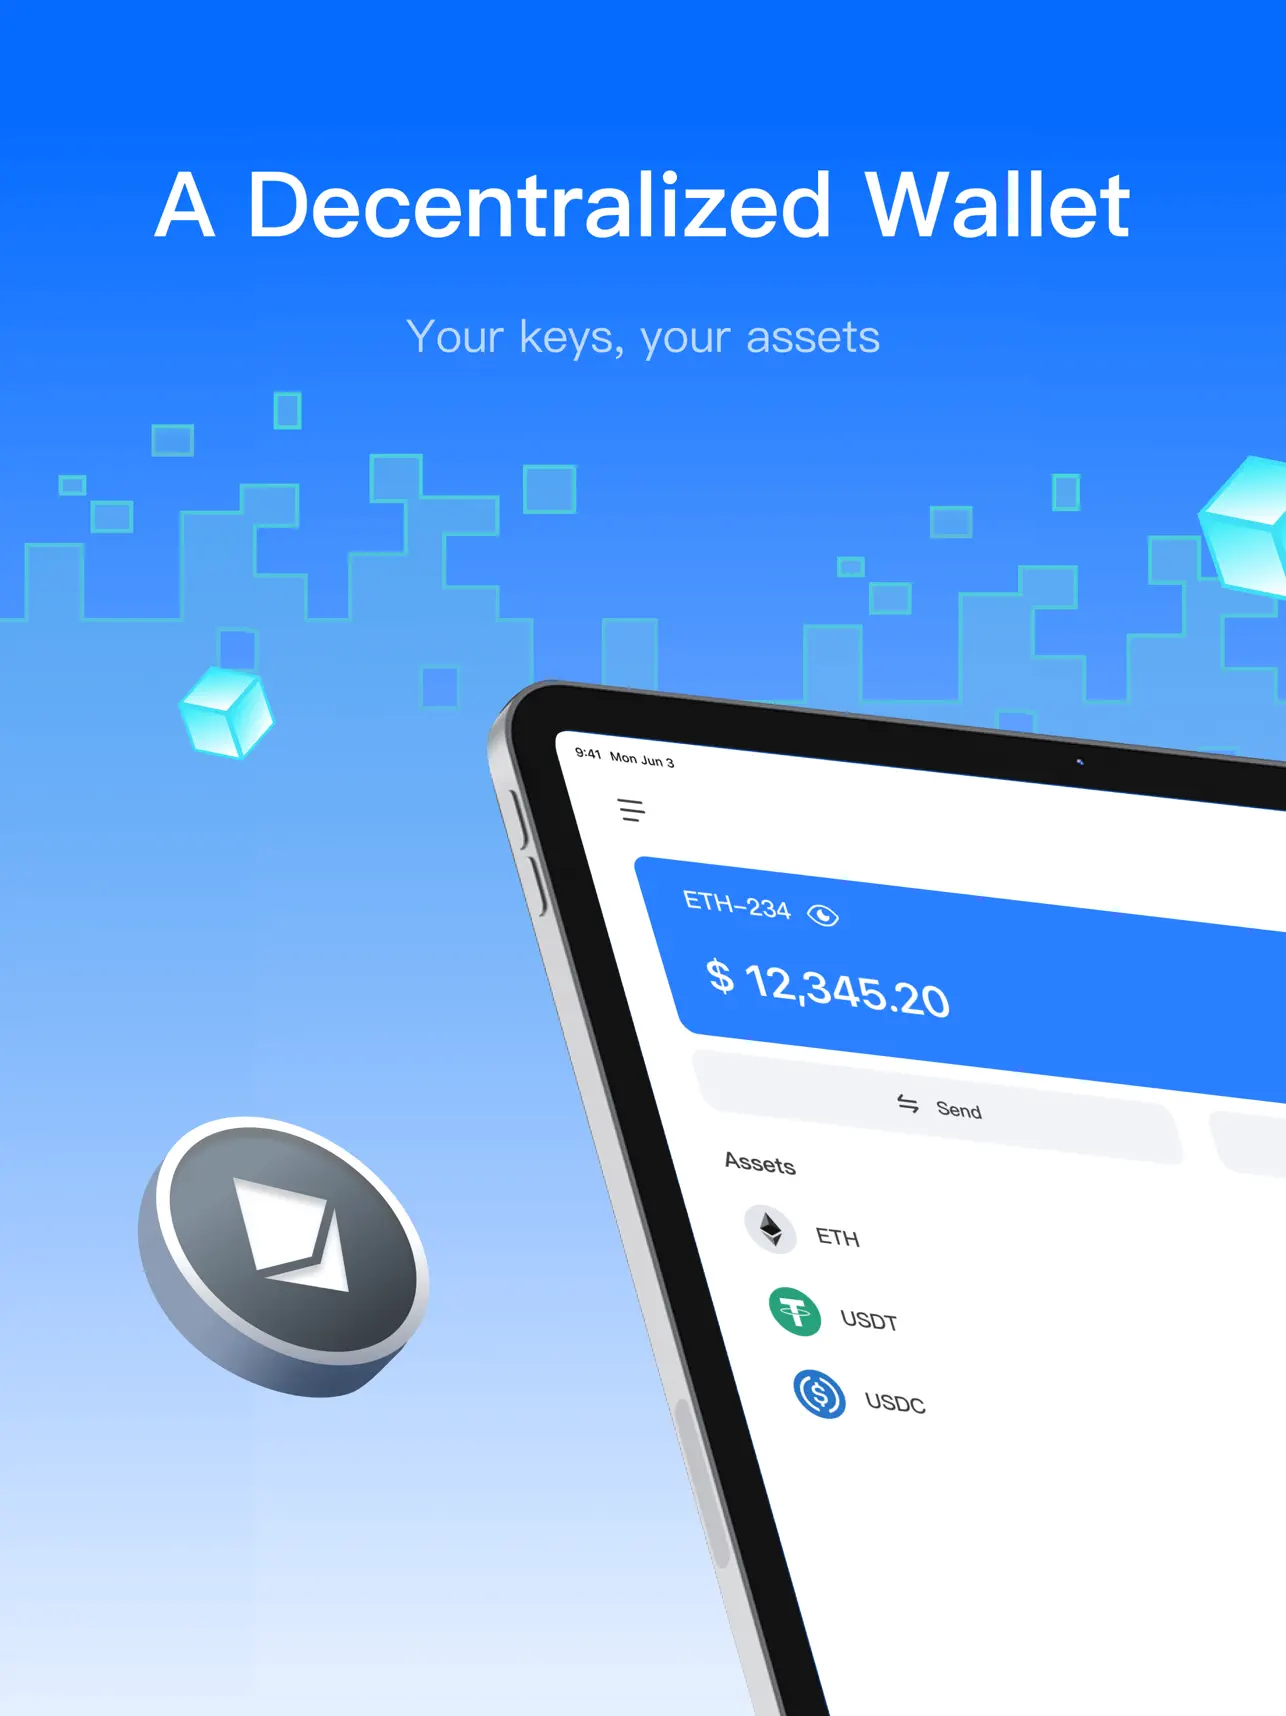 A Decentralized Wallet
Your keys, your assets
9:41 Mon Jun 3
ETH-234
$ 12,345.20
Send
Assets
ETH
USDT
USDC